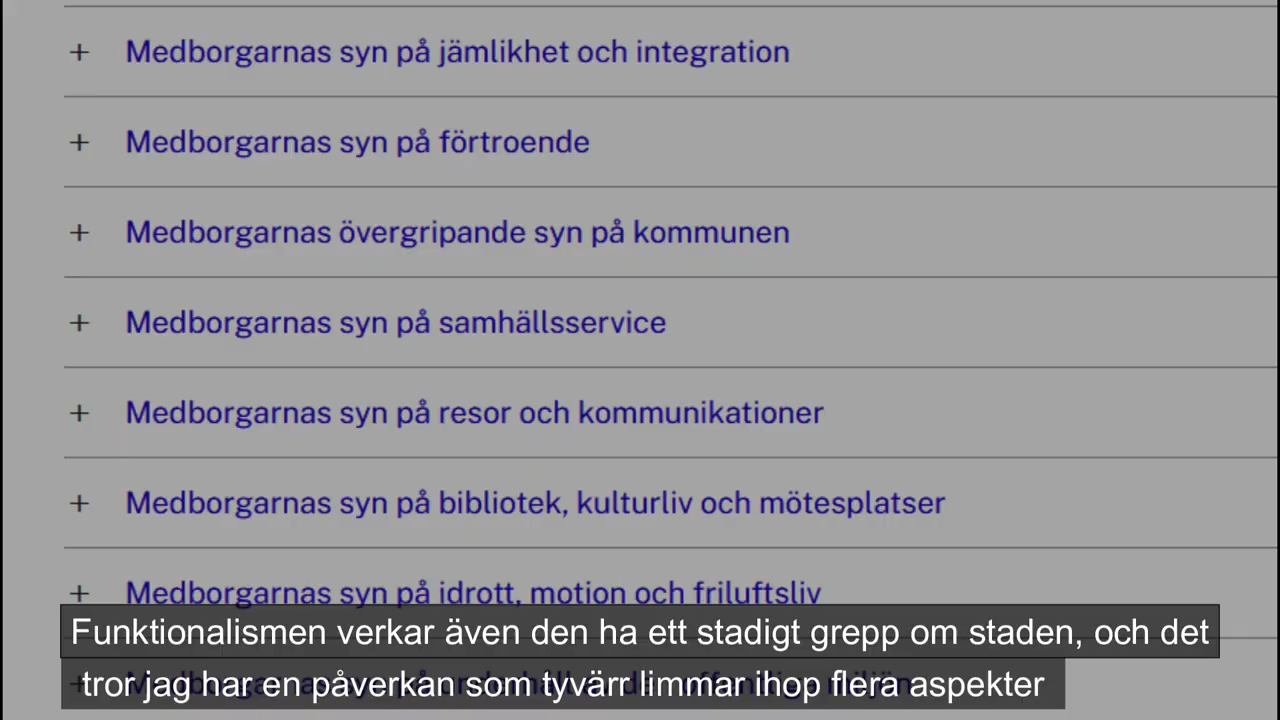 + Medborgarnas syn på jämlikhet och integration
+ Medborgarnas syn på förtroende
+ Medborgarnas övergripande syn på kommunen
+ Medborgarnas syn på samhällsservice
+ Medborgarnas syn på resor och kommunikationer
+ Medborgarnas syn på bibliotek, kulturliv och mötesplatser
+ Medborgarnas syn på idrott, motion och friluftsliv
Funktionalismen verkar även den ha ett stadigt grepp om staden, och det
tror jag har en påverkan som tyvärr limmar ihop flera aspekter